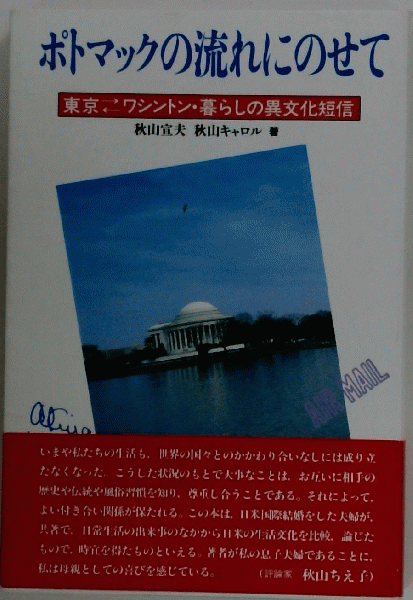 ポトマックの流れにのせて
東京⇄ワシントン・暮らしの異文化短信
秋山宣夫 秋山キャロル 著
AIR MAIL
いまや私たちの生活も、世界の国々とのかかわり合いなしには成り立
たなくなった。こうした状況のもとで大事なことは、お互いに相手の
歴史や伝統や風俗習慣を知り、尊重し合うことである。それによって、
よい付き合い関係が保たれる。この本は、日米国際結婚をした夫婦が、
共著で、日常生活の出来事のなかから日米の生活文化を比較、論じた
もので、時宜を得たものといえる。著者が私の息子夫婦であることに、
私は母親としての喜びを感じている。 (評論家 秋山ちえ子)